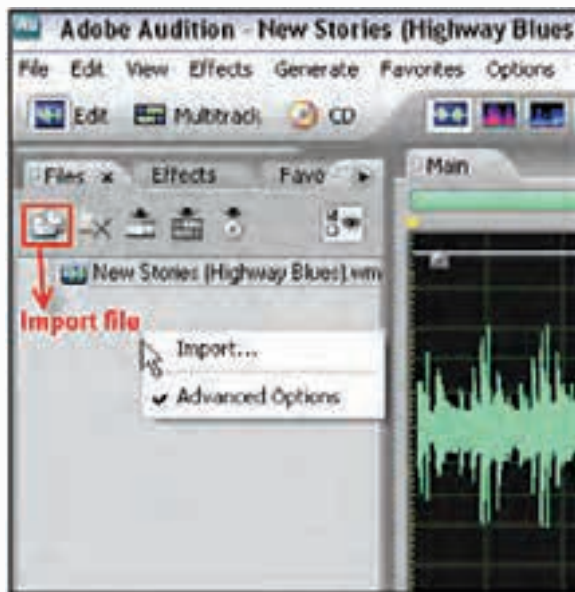 Adobe Audition - New Stories (Highway Blues
File Edit View Effects Generate Favorites Options
Edit Multitrack CD
Files x Effects Favo
Main
New Stories (Highway Blues).wm
Import file
Import...
Advanced Options